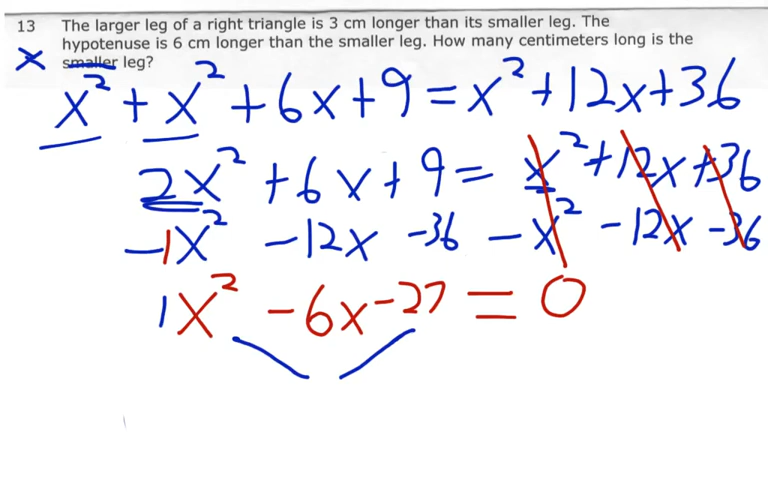 13 The larger leg of a right triangle is 3 cm longer than its smaller leg. The
hypotenuse is 6 cm longer than the smaller leg. How many centimeters long is the
x smaller leg?
x² + x² + 6x + 9 = x² + 12x + 36
2x² + 6x + 9 = x² + 12x + 36
-1x² - 12x - 36 - x² - 12x - 36
1x² - 6x - 27 = 0